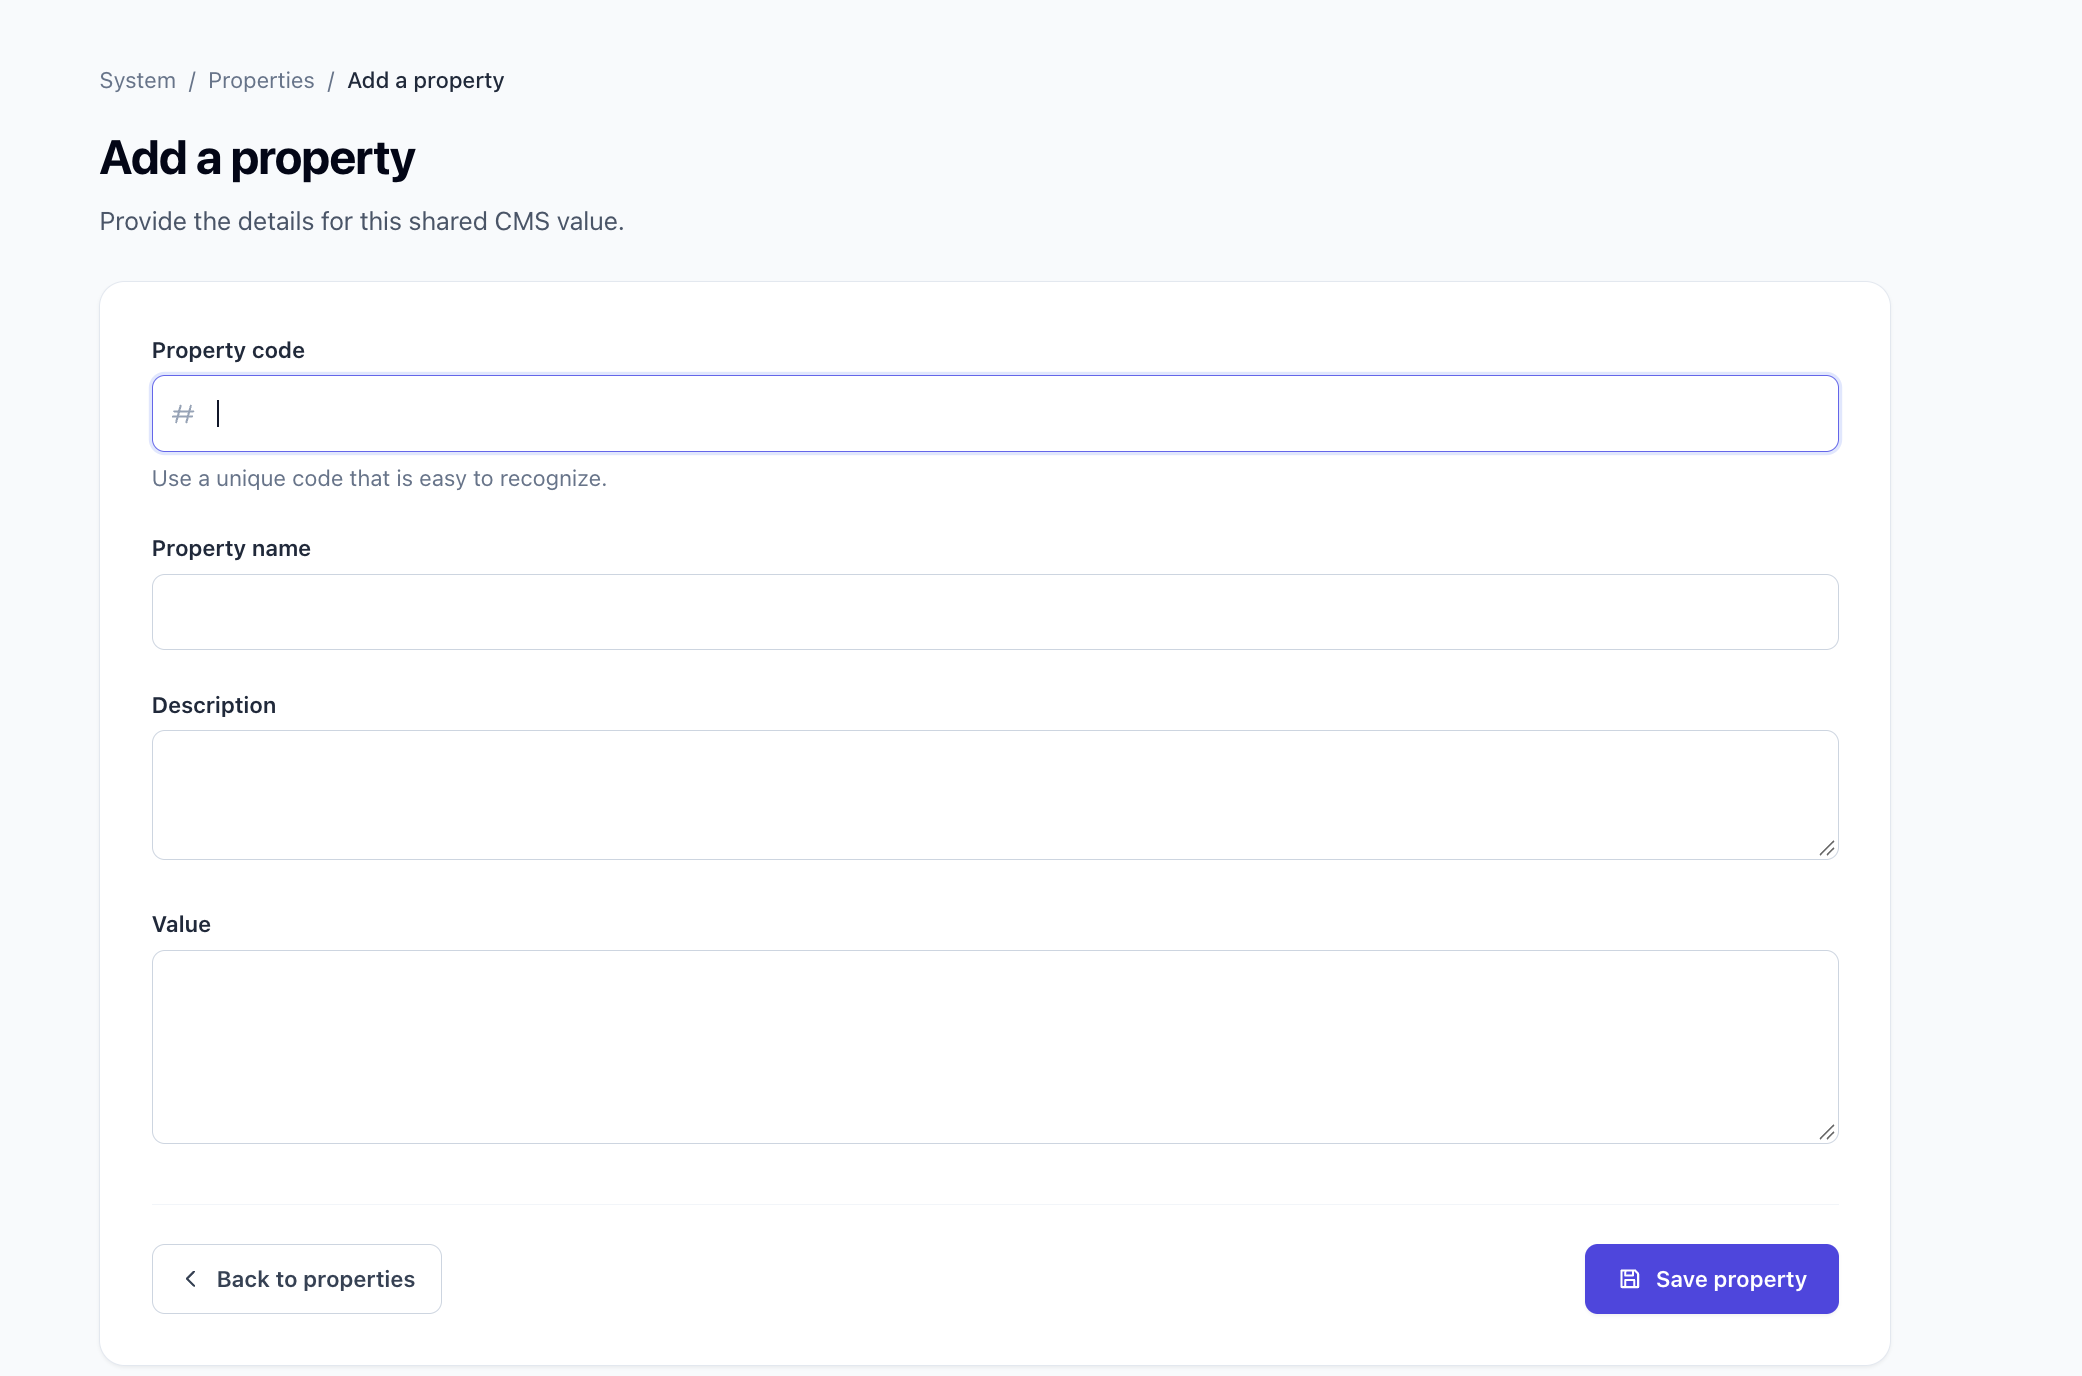 System / Properties / Add a property
Add a property
Provide the details for this shared CMS value.
Property code
#
Use a unique code that is easy to recognize.
Property name
Description
Value
Back to properties
Save property